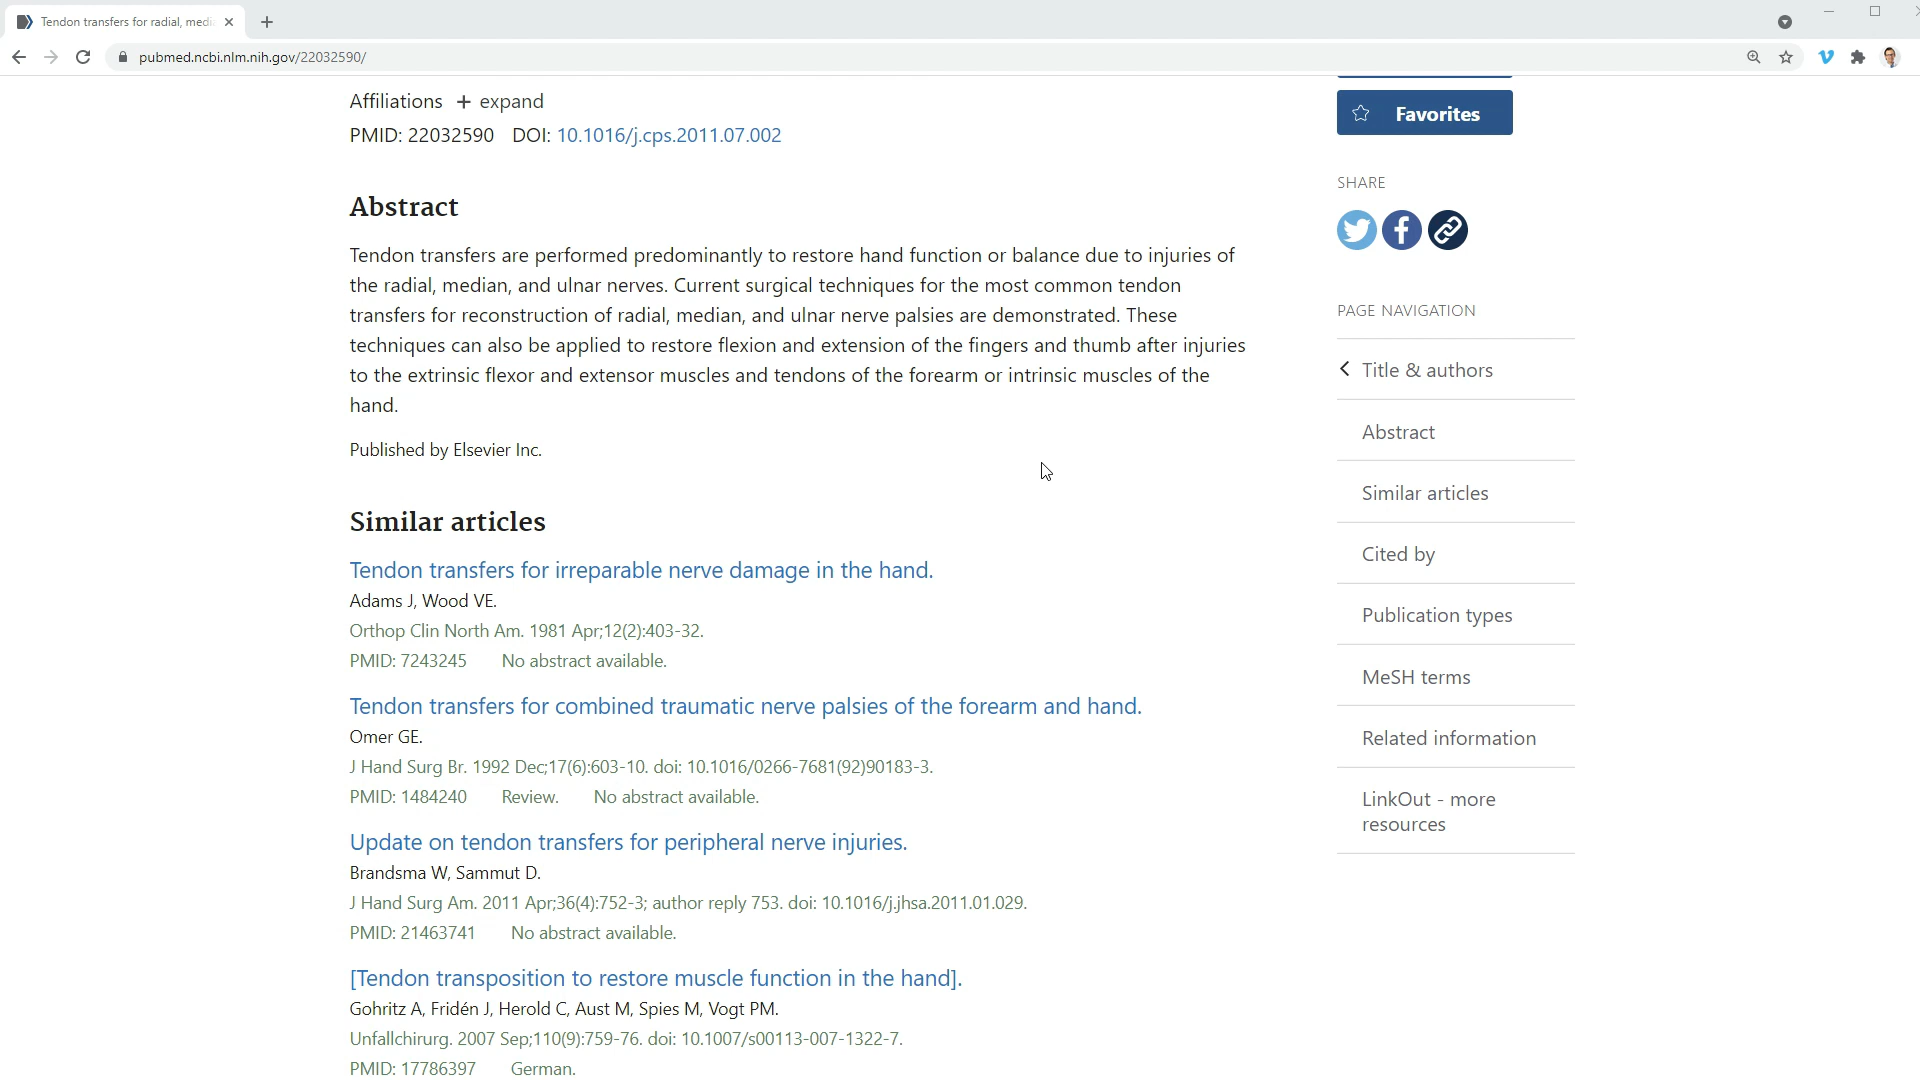 Tendon transfers for radial, medi
pubmed.ncbi.nlm.nih.gov/22032590/
Affiliations + expand
PMID: 22032590 DOI: 10.1016/j.cps.2011.07.002
Favorites
SHARE
Abstract
Tendon transfers are performed predominantly to restore hand function or balance due to injuries of
the radial, median, and ulnar nerves. Current surgical techniques for the most common tendon
transfers for reconstruction of radial, median, and ulnar nerve palsies are demonstrated. These
techniques can also be applied to restore flexion and extension of the fingers and thumb after injuries
to the extrinsic flexor and extensor muscles and tendons of the forearm or intrinsic muscles of the
hand.
Published by Elsevier Inc.
Similar articles
Tendon transfers for irreparable nerve damage in the hand.
Adams J, Wood VE.
Orthop Clin North Am. 1981 Apr;12(2):403-32.
PMID: 7243245 No abstract available.
Tendon transfers for combined traumatic nerve palsies of the forearm and hand.
Omer GE.
J Hand Surg Br. 1992 Dec;17(6):603-10. doi: 10.1016/0266-7681(92)90183-3.
PMID: 1484240 Review. No abstract available.
Update on tendon transfers for peripheral nerve injuries.
Brandsma W, Sammut D.
J Hand Surg Am. 2011 Apr;36(4):752-3; author reply 753. doi: 10.1016/j.jhsa.2011.01.029.
PMID: 21463741 No abstract available.
[Tendon transposition to restore muscle function in the hand].
Gohritz A, Fridén J, Herold C, Aust M, Spies M, Vogt PM.
Unfallchirurg. 2007 Sep;110(9):759-76. doi: 10.1007/s00113-007-1322-7.
PMID: 17786397 German.
PAGE NAVIGATION
Title & authors
Abstract
Similar articles
Cited by
Publication types
MeSH terms
Related information
LinkOut - more
resources